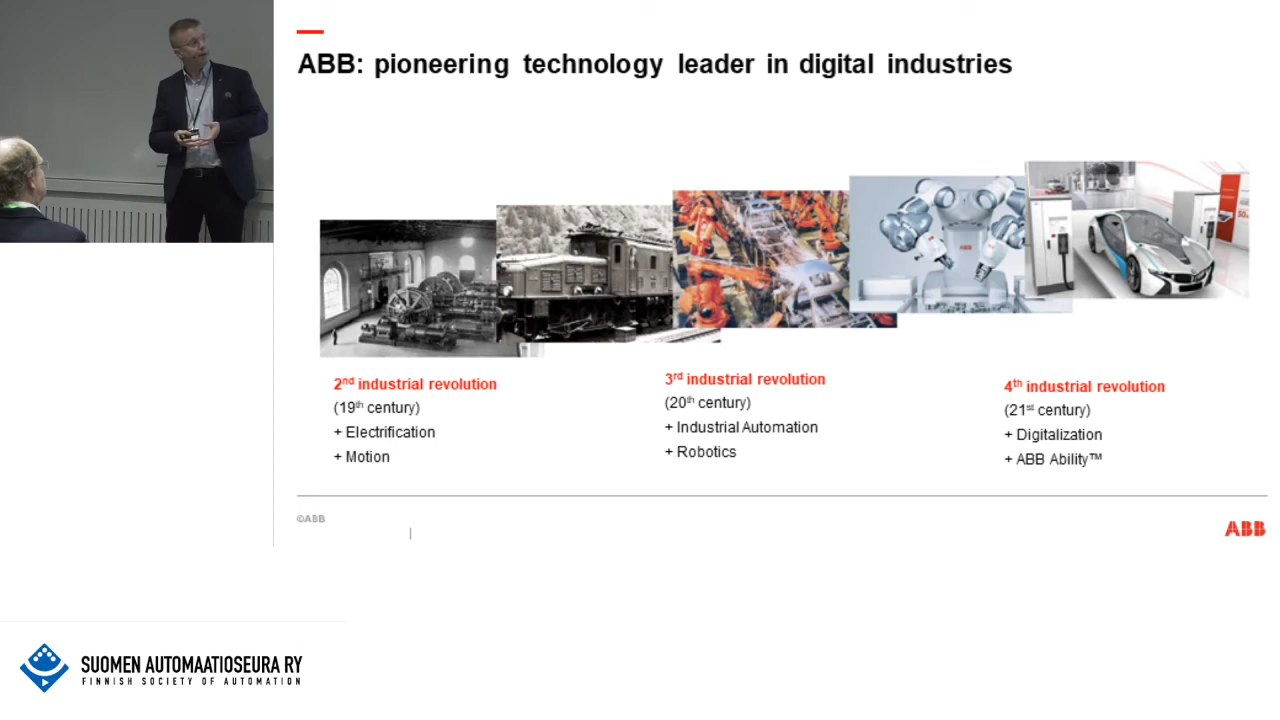 ABB: pioneering technology leader in digital industries
ABB
2nd industrial revolution
(19th century)
+ Electrification
+ Motion
3rd industrial revolution
(20th century)
+ Industrial Automation
+ Robotics
4th industrial revolution
(21st century)
+ Digitalization
+ ABB Ability™
©ABB
|
ABB
SUOMEN AUTOMAATIOSEURA RY
FINNISH SOCIETY OF AUTOMATION